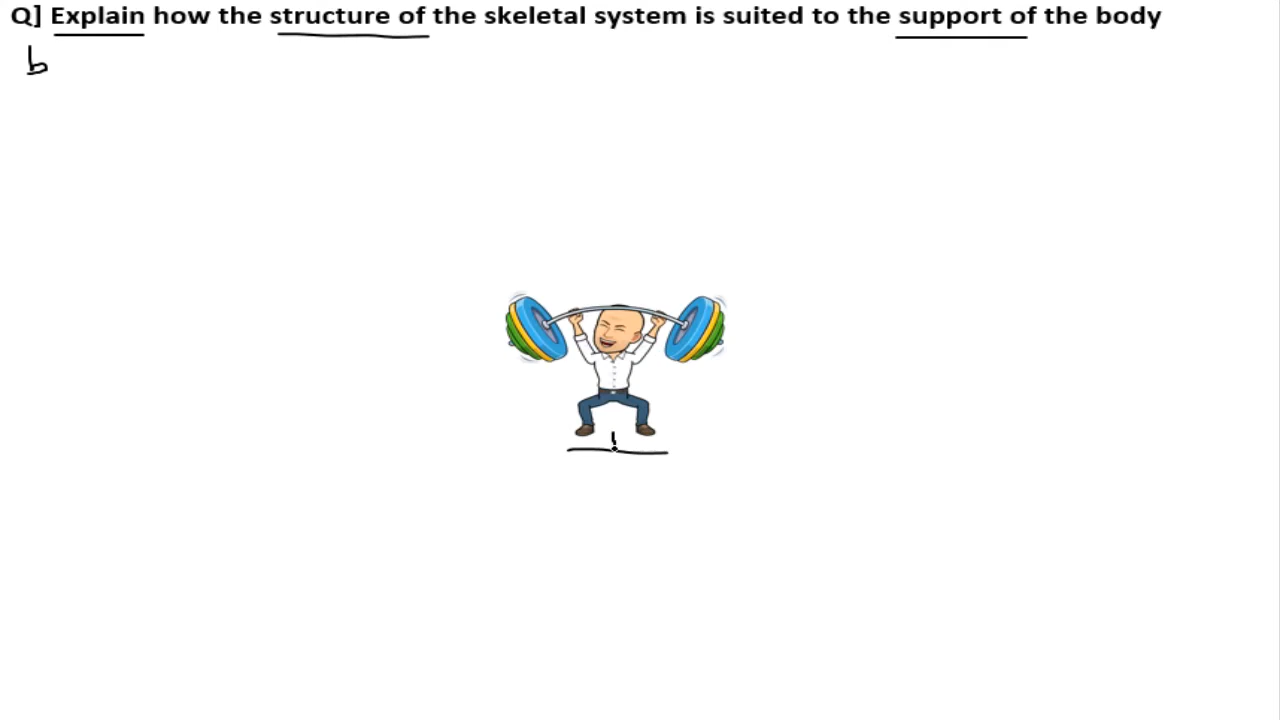 Q] Explain how the structure of the skeletal system is suited to the support of the body
b